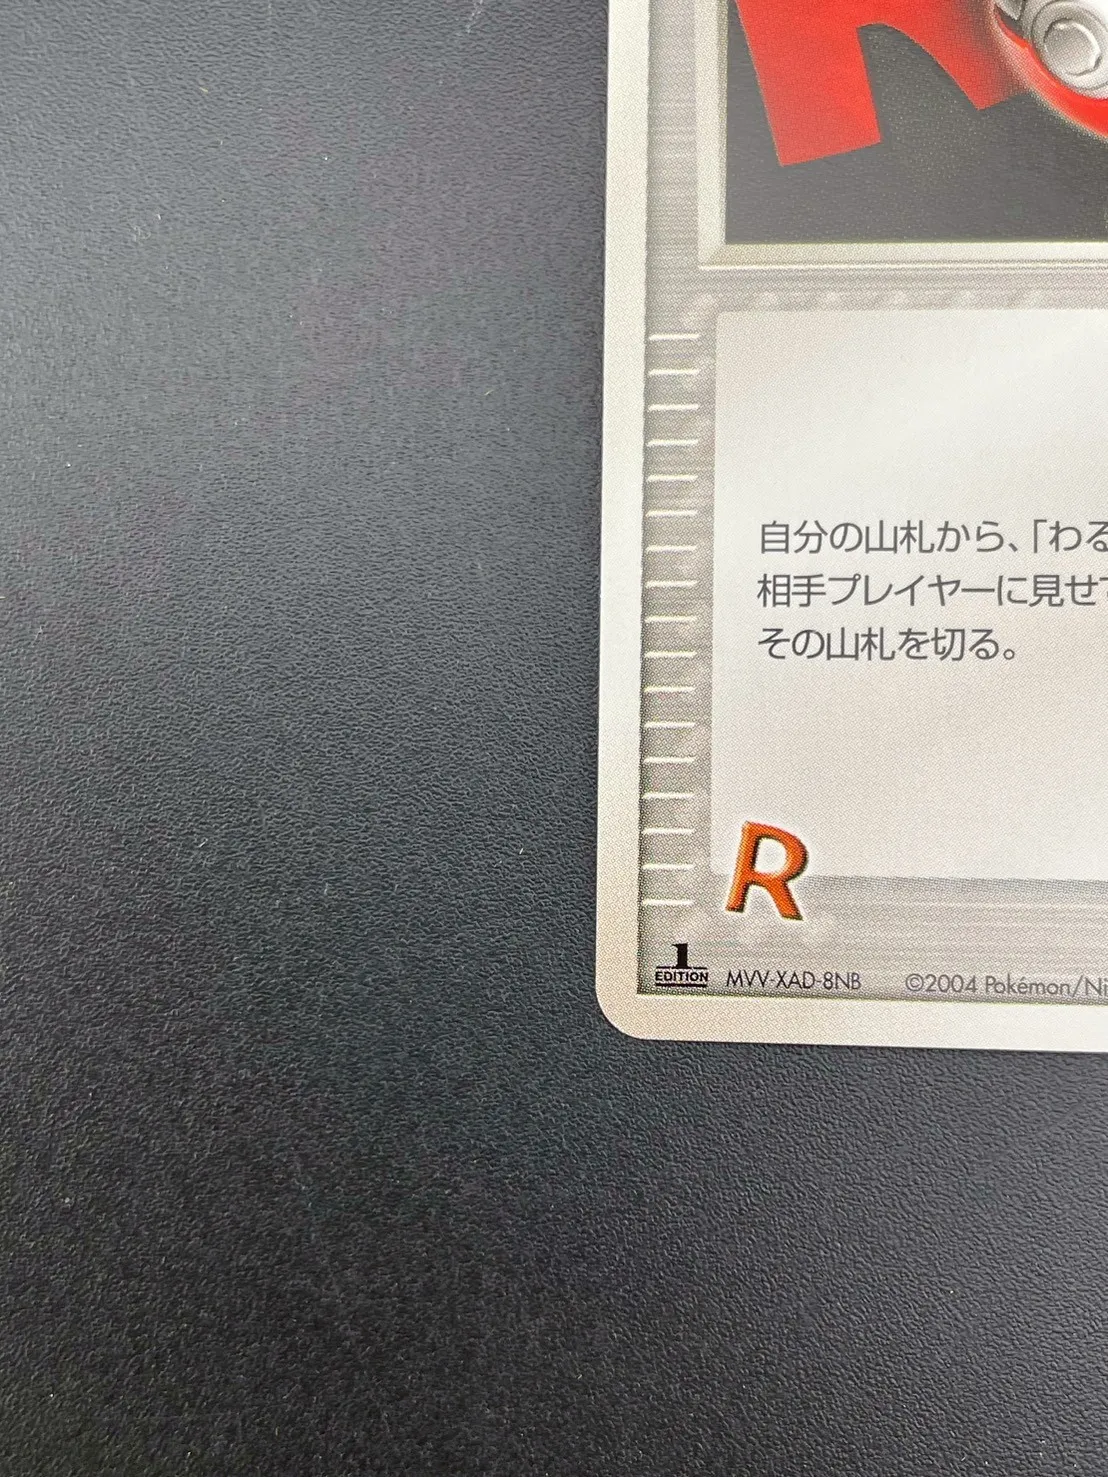 自分の山札から、「わる
相手プレイヤーに見せ
その山札を切る。
R
1
EDITION MVV-XAD-8NB ©2004 Pokémon/Ni